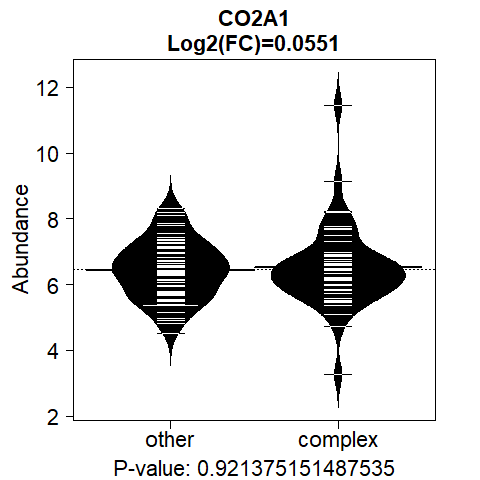 CO2A1
Log2(FC)=0.0551
Abundance
12
10
8
6
4
2
other complex
P-value: 0.921375151487535